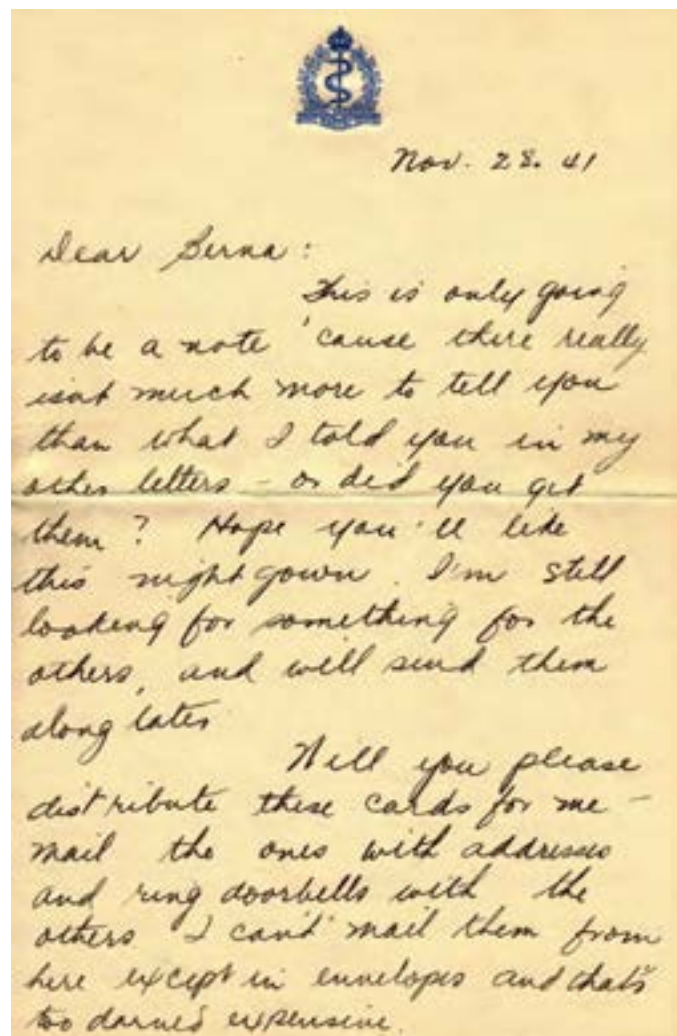 Nov. 28. 41
Dear Berna:
This is only going
to be a note 'cause there really
isnt much more to tell you
than what I told you in my
other letters - or did you get
them? Hope you'll like
this nightgown. I'm still
looking for something for the
others, and will send them
along later.
Will you please
distribute these cards for me -
mail the ones with addresses
and ring doorbells with the
others I can't mail them from
here except in envelopes and that's
too darned expensive.